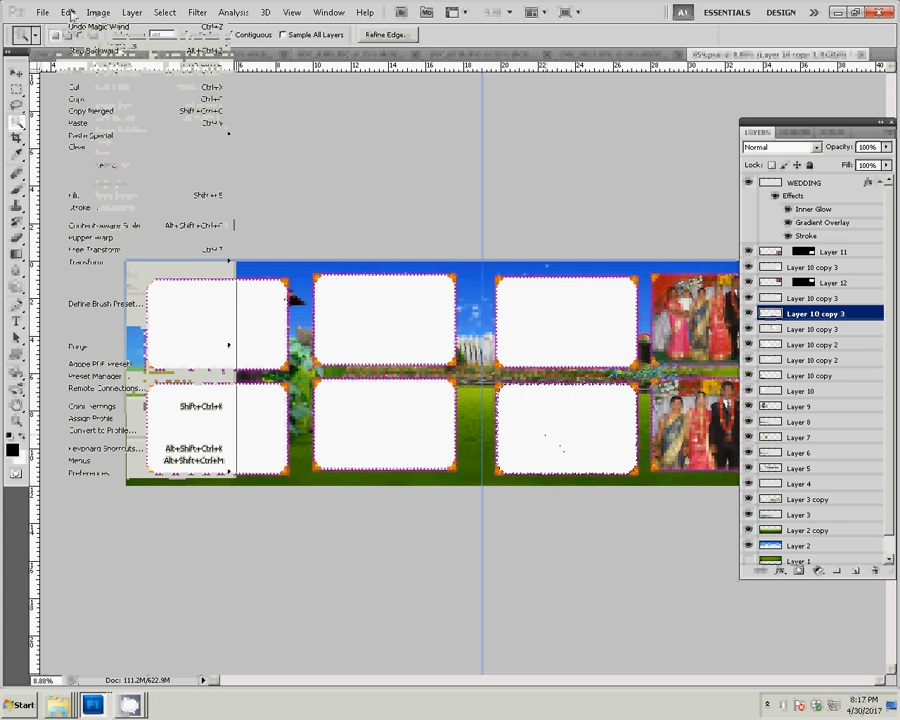 File Edit Image Layer Select Filter Analysis 3D View Window Help
Mb
ESSENTIALS DESIGN PAINTING
Contiguous Sample All Layers Refine Edge...
Undo Magic Wand Ctrl+Z
Step Backward Alt+Ctrl+Z
Cut Ctrl+X
Copy Ctrl+C
Copy Merged Shift+Ctrl+C
Paste Ctrl+V
Paste Special
Clear
Fill... Shift+
Stroke...
Content-Aware Scale Alt+Shift+Ctrl+C
Puppet Warp
Free Transform Ctrl+T
Transform
Define Brush Preset...
Purge
Adobe PDF Presets
Preset Manager
Remote Connections...
Color Settings Shift+Ctrl+K
Assign Profile
Convert to Profile...
Keyboard Shortcuts... Alt+Shift+Ctrl+K
Menus Alt+Shift+Ctrl+M
Preferences
LAYERS
Normal Opacity: 100%
Lock: Fill: 100%
WEDDING fx
Effects
Inner Glow
Gradient Overlay
Stroke
Layer 11
Layer 10 copy 3
Layer 12
Layer 10 copy 3
Layer 10 copy 3
Layer 10 copy 3
Layer 10 copy 2
Layer 10 copy 2
Layer 10 copy
Layer 10
Layer 9
Layer 8
Layer 7
Layer 6
Layer 5
Layer 4
Layer 3 copy
Layer 3
Layer 2 copy
Layer 2
Layer 1
8.88% Doc: 111.2M/622.9M
Start
8:17 PM
4/30/2017